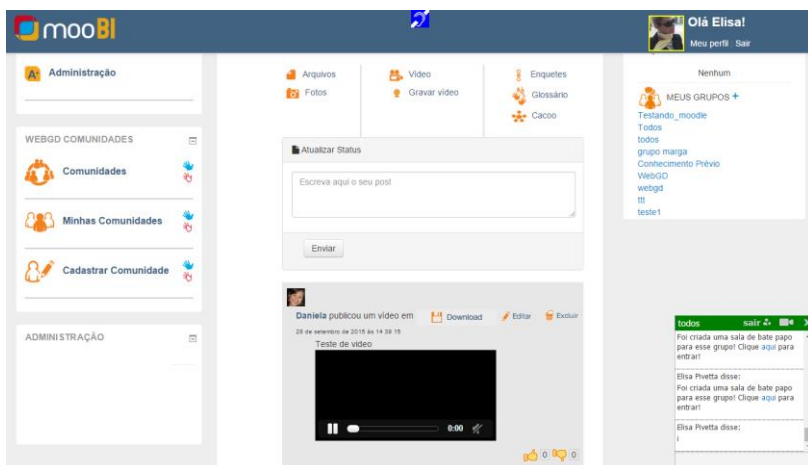 mooBI
Olá Elisa!
Meu perfil Sair
A+
Administração
WEBGD COMUNIDADES
Comunidades
Minhas Comunidades
Cadastrar Comunidade
ADMINISTRAÇÃO
Arquivos
Fotos
Video
Gravar vídeo
Enquetes
Glossário
Cacoo
Atualizar Status
Escreva aqui o seu post
Enviar
Daniela publicou um vídeo em
Download
Editar
Excluir
28 de setembro de 2015 às 14 39 15
Teste de video
0:00
0
0
Nenhum
MEUS GRUPOS +
Testando_moodle
Todos
todos
grupo marga
Conhecimento Prévio
WebGD
webgd
ttt
teste1
todos
sair
X
Foi criada uma sala de bate papo
para esse grupo! Clique aqui para
entrar!
Elisa Pivetta disse:
Foi criada uma sala de bate papo
para esse grupo! Clique aqui para
entrar!
Elisa Pivetta disse:
i